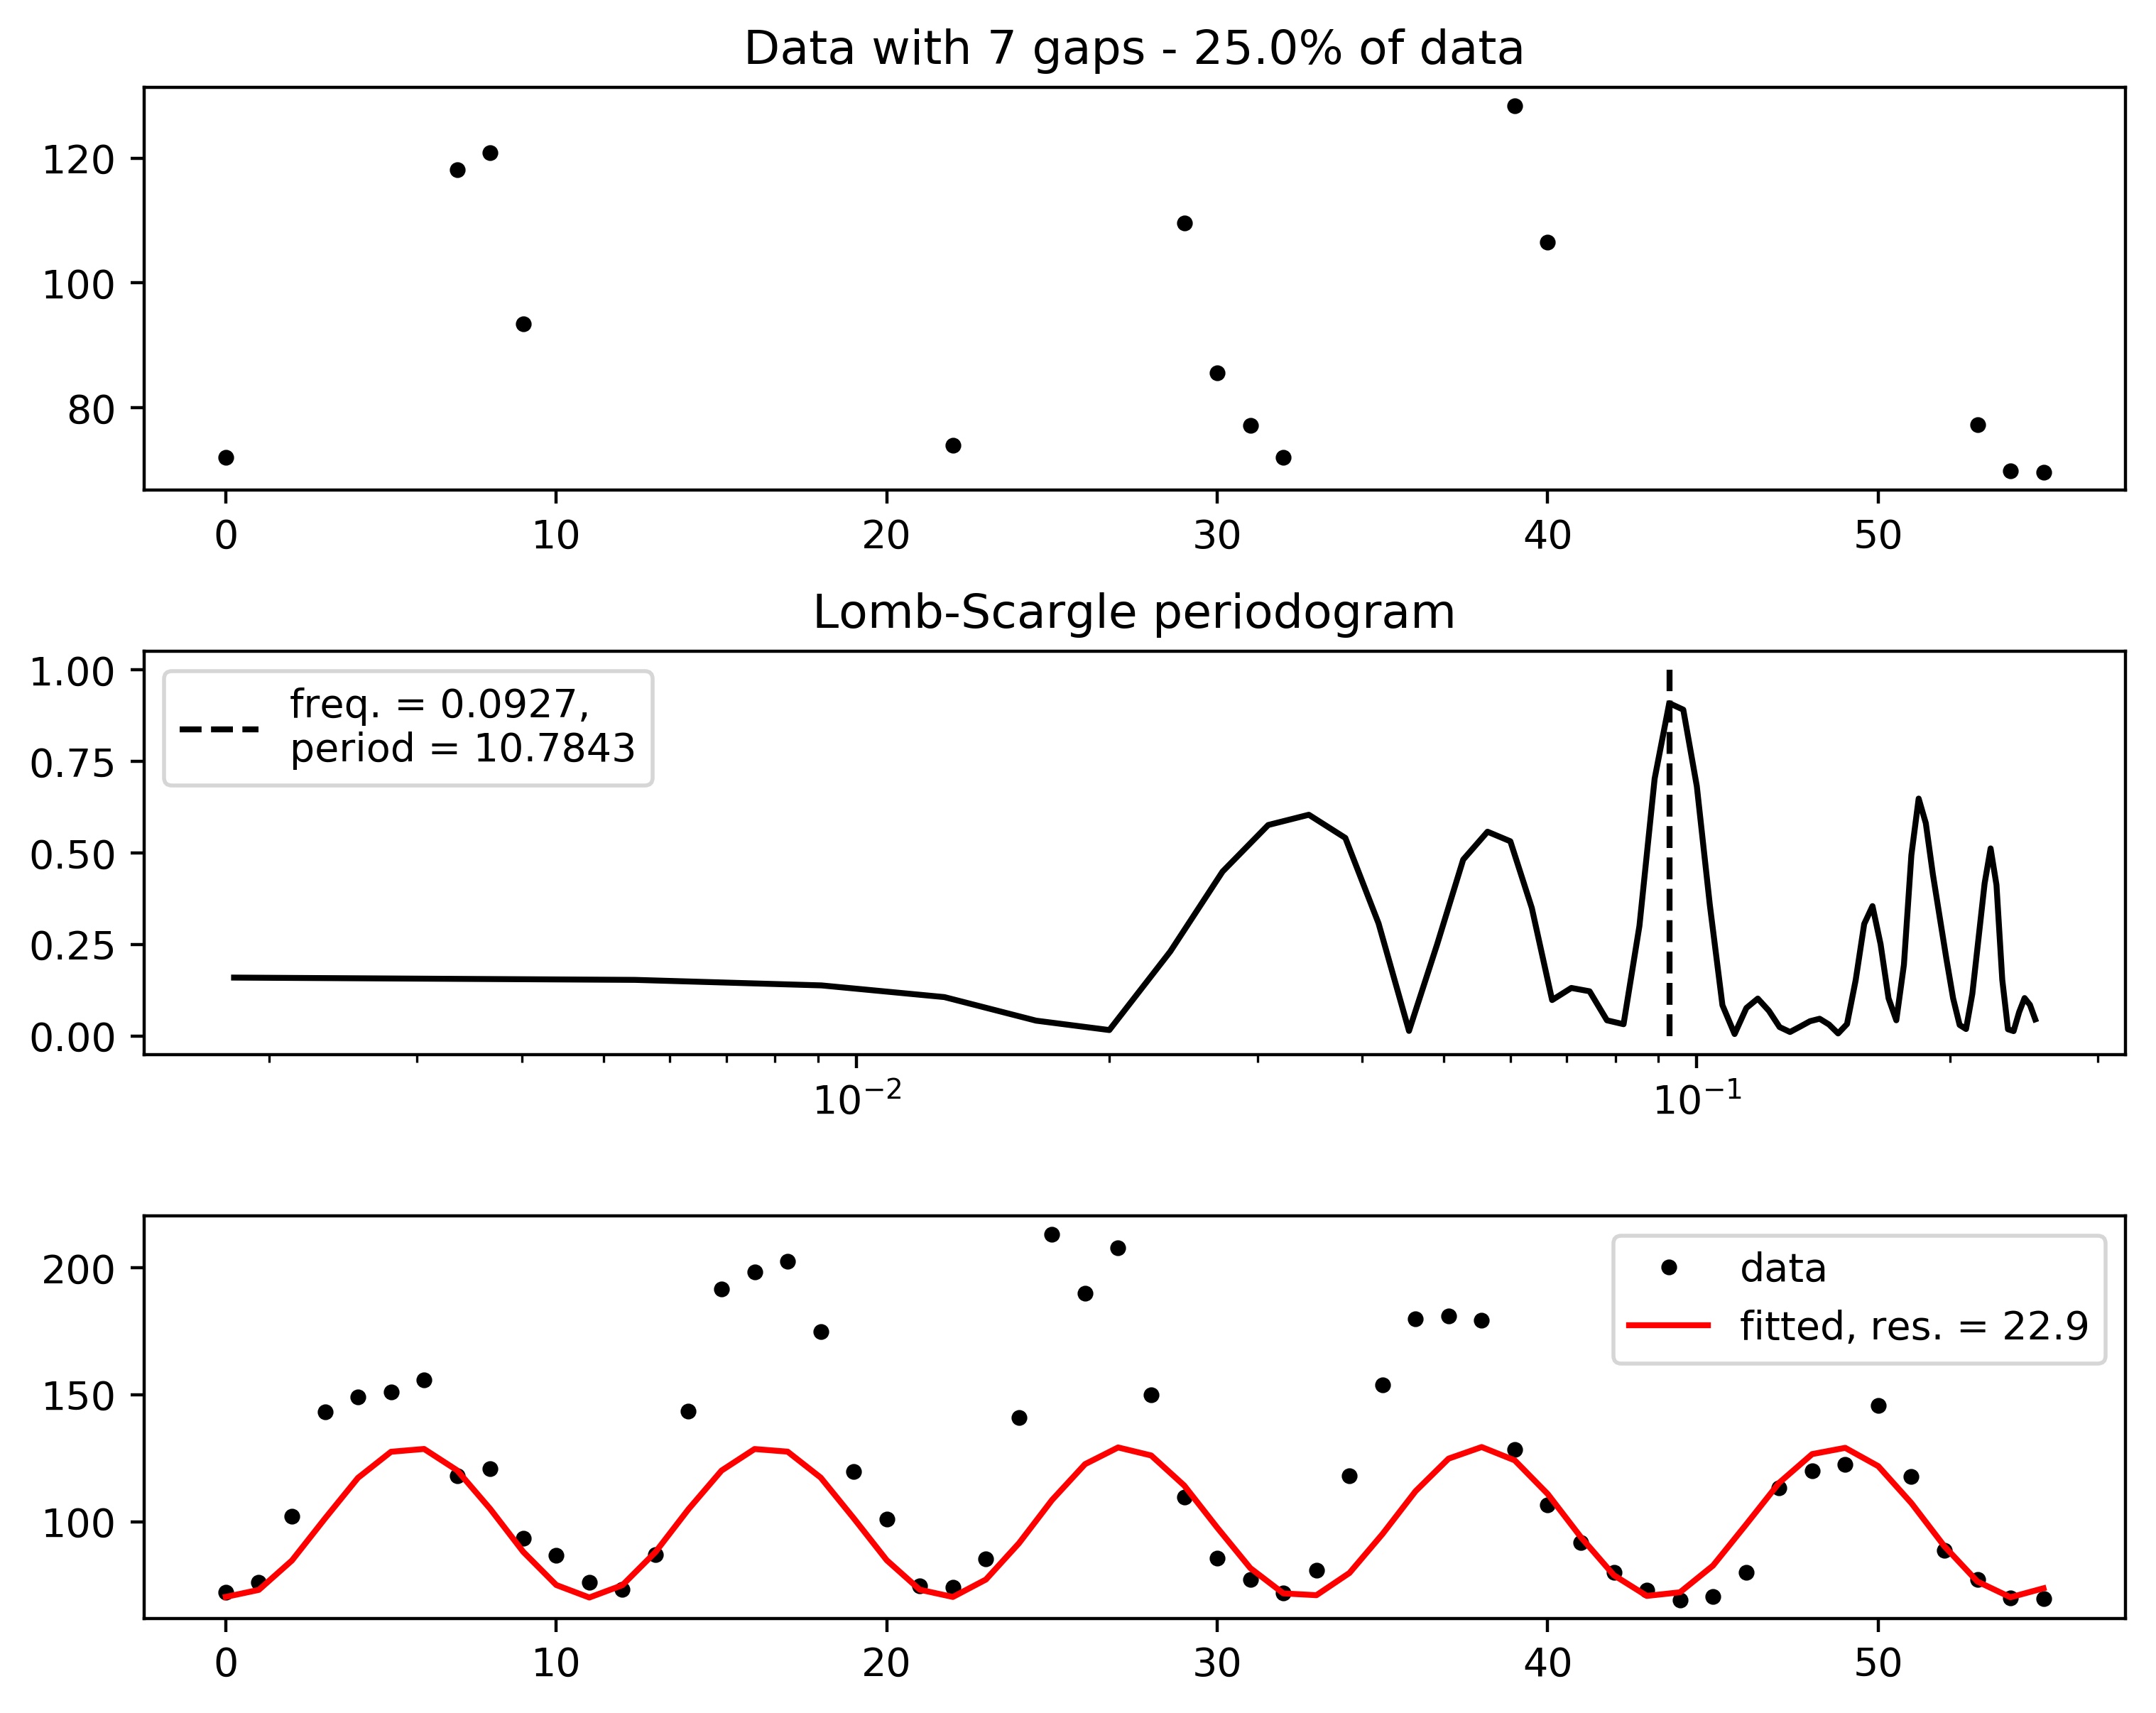 Data with 7 gaps - 25.0% of data
120
100
80
0 10 20 30 40 50
Lomb-Scargle periodogram
1.00
0.75
0.50
0.25
0.00
freq. = 0.0927,
period = 10.7843
10⁻² 10⁻¹
200
150
100
data
fitted, res. = 22.9
0 10 20 30 40 50